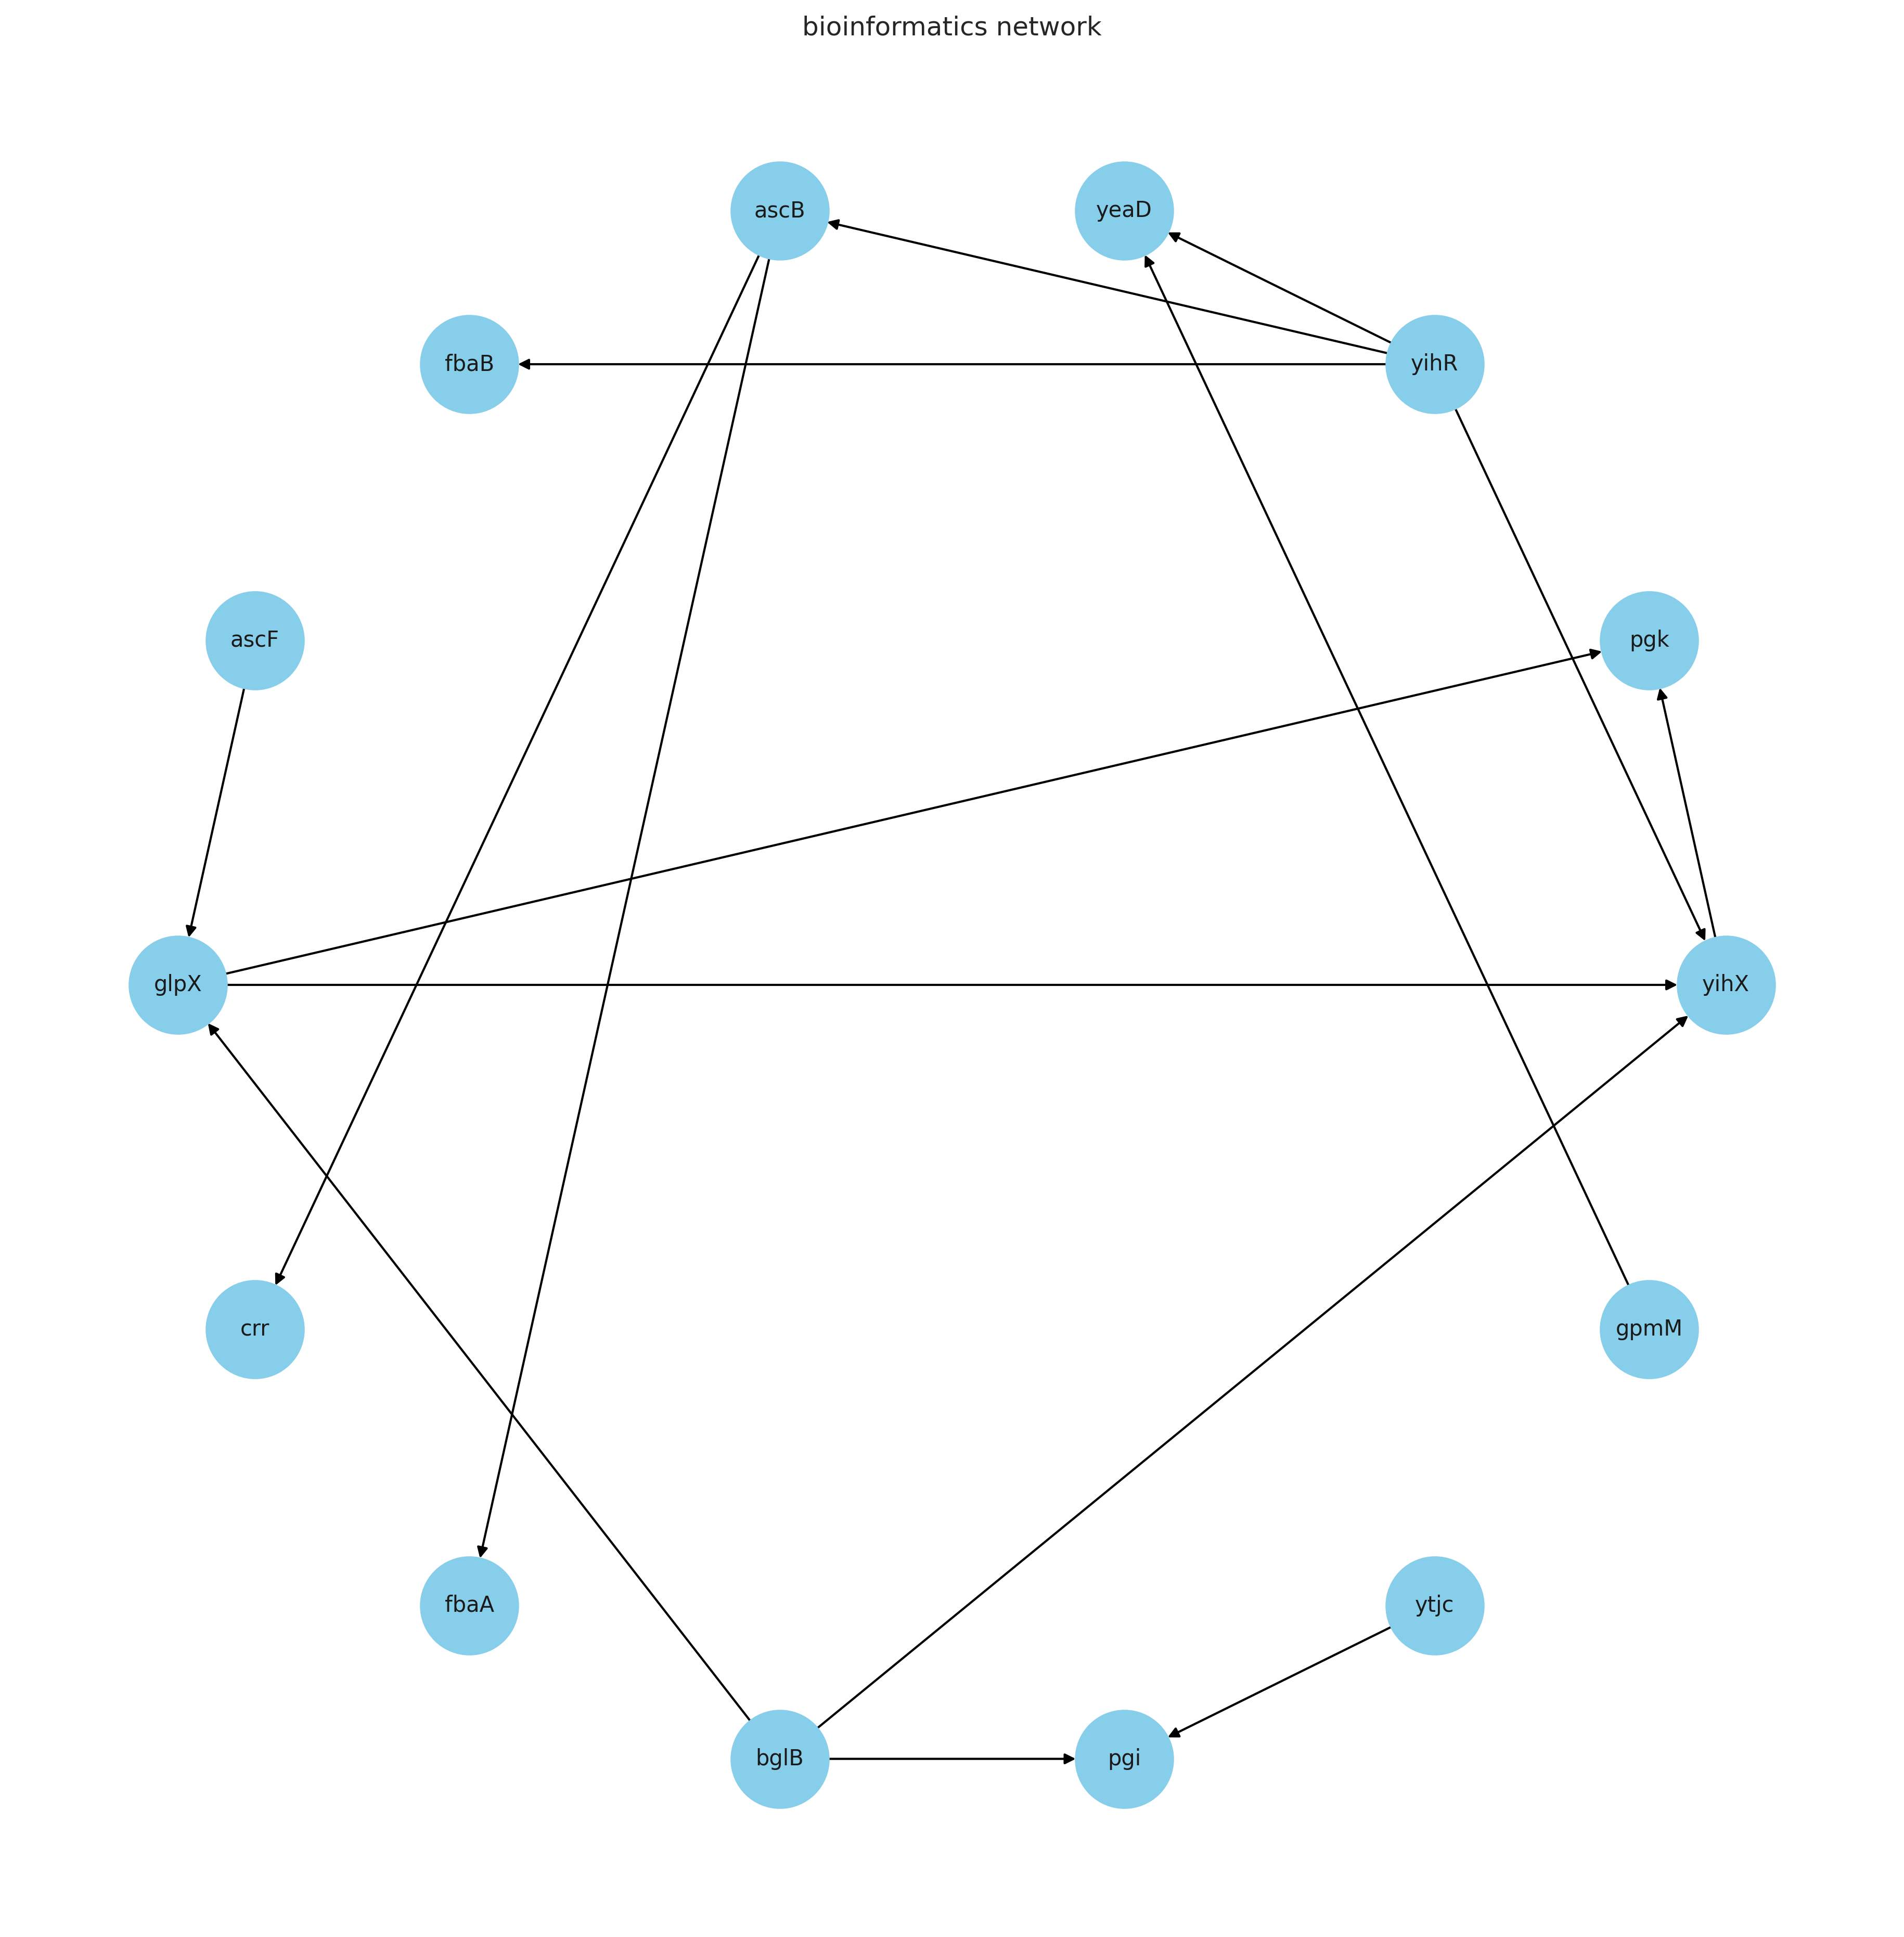 bioinformatics network
ascB
yeaD
fbaB
yihR
ascF
pgk
glpX
yihX
crr
gpmM
fbaA
ytjc
bglB
pgi